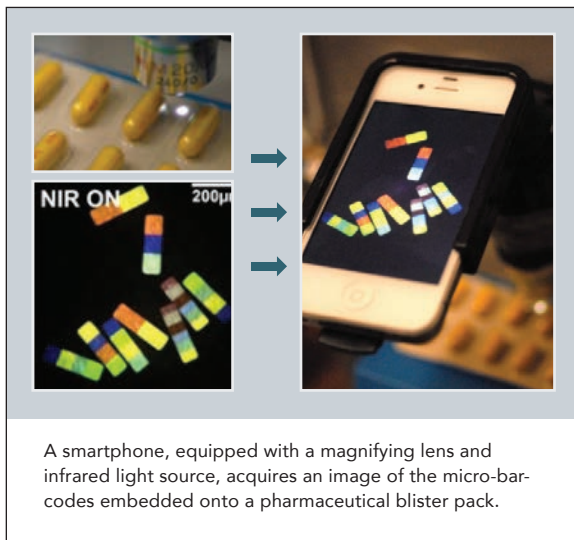 NIR ON
200μ
A smartphone, equipped with a magnifying lens and
infrared light source, acquires an image of the micro-bar-
codes embedded onto a pharmaceutical blister pack.